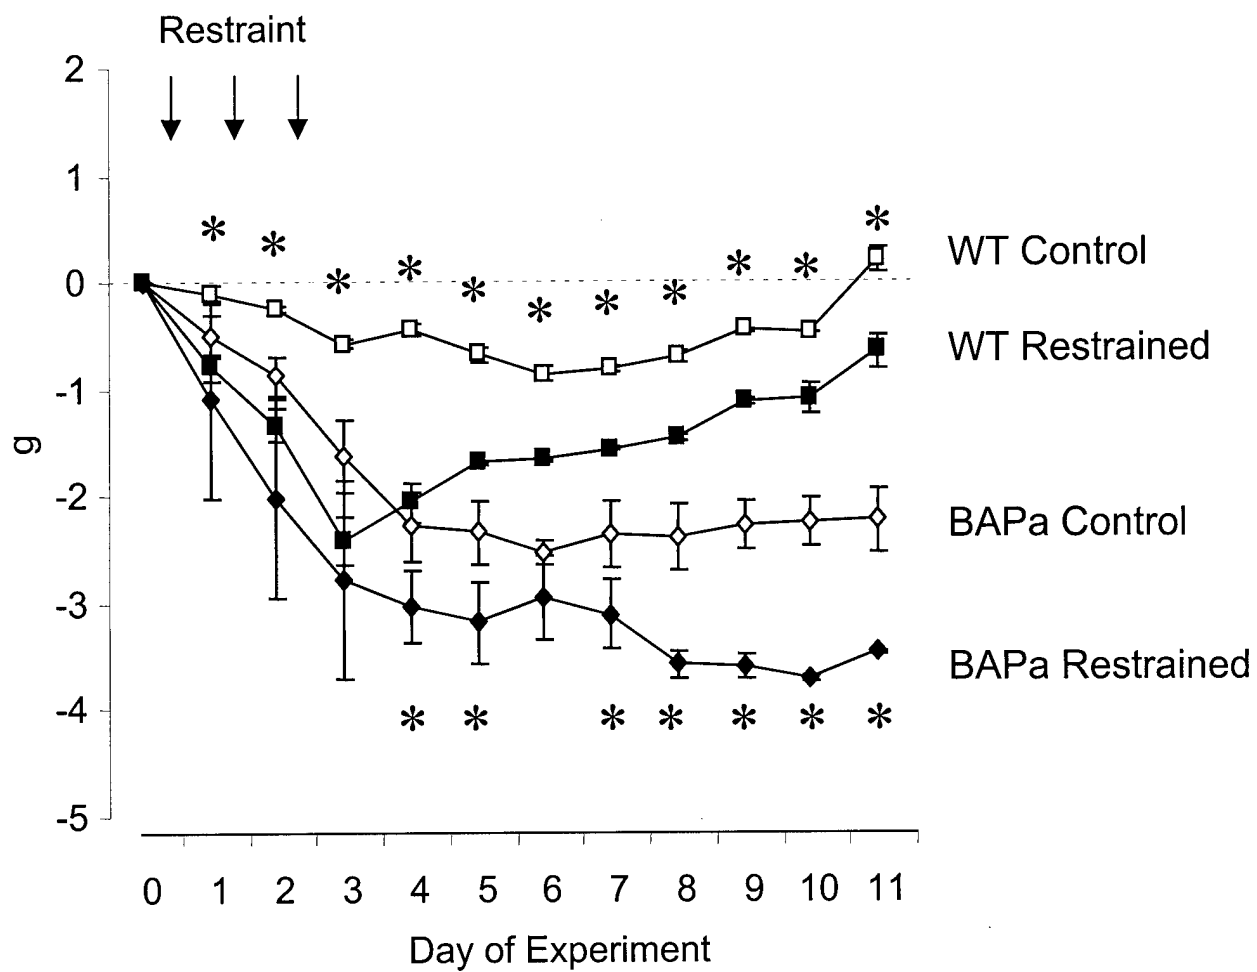 Restraint
2
1
0
-1
-2
-3
-4
-5
g
* * * * * * * * * * *
* * * * * * *
WT Control
WT Restrained
BAPa Control
BAPa Restrained
0 1 2 3 4 5 6 7 8 9 10 11
Day of Experiment